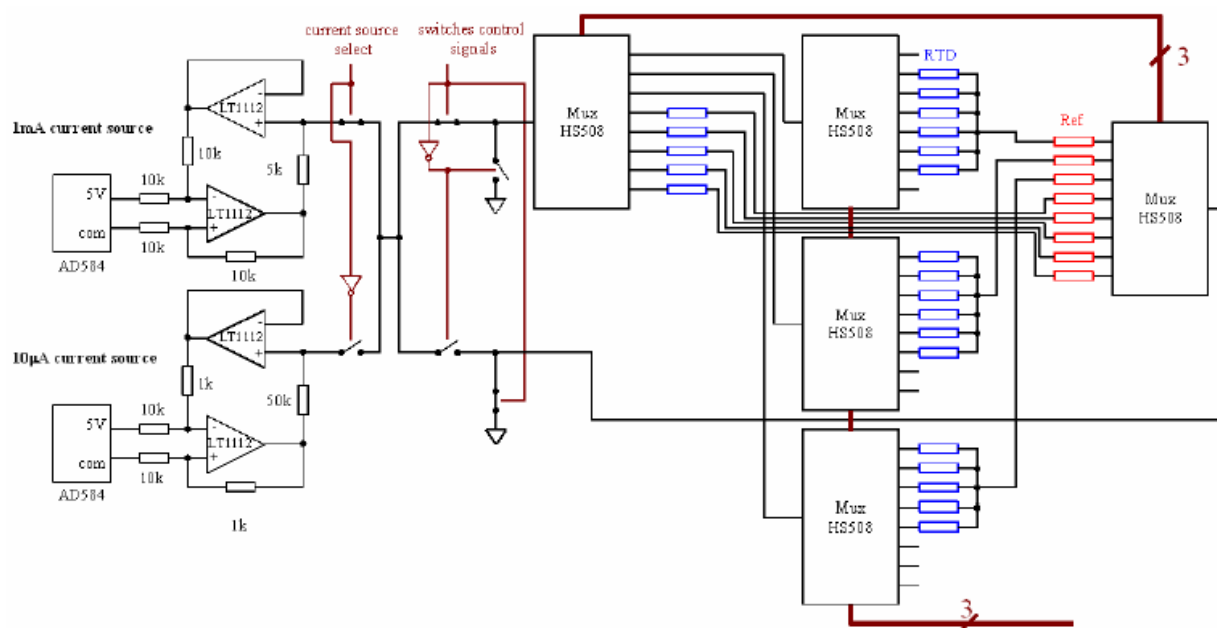 current source
select
switches control
signals
3
RTD
LT1112
-
+
Mux
HS508
Mux
HS508
Ref
1mA current source
10k
5k
5V
10k
-
LT1112
+
com
10k
AD584
10k
Mux
HS508
LT1112
-
+
Mux
HS508
10µA current source
1k
50k
5V
10k
-
LT1112
+
com
10k
AD584
1k
Mux
HS508
3